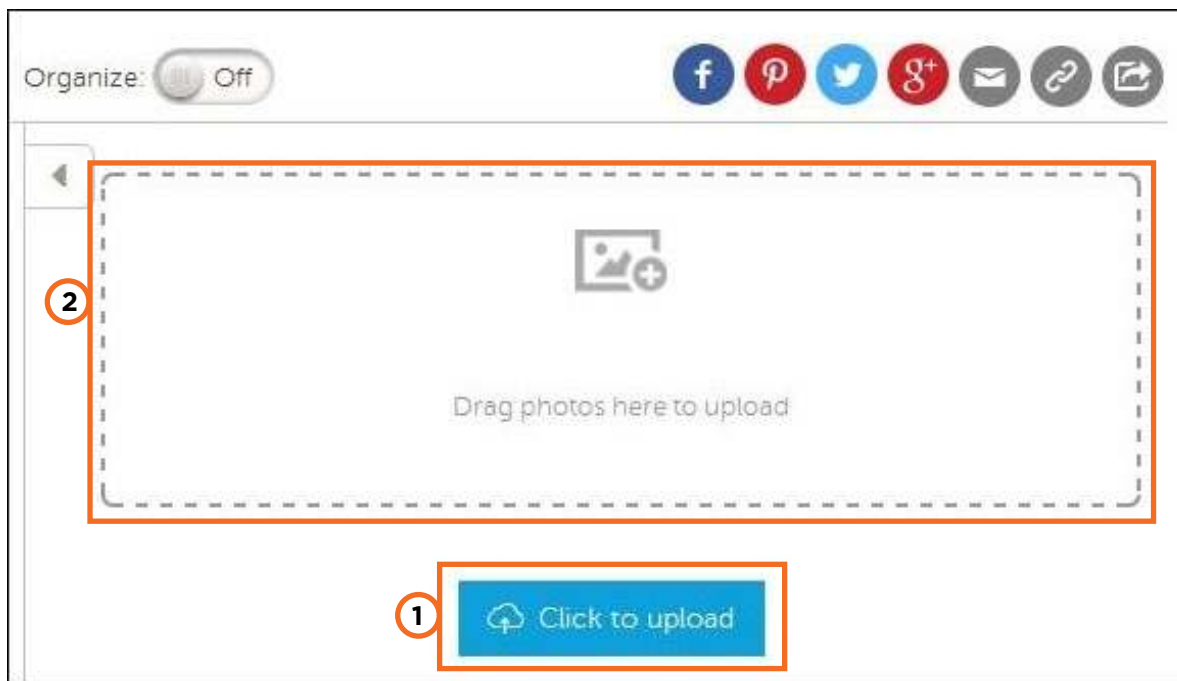 Organize: Off
f g+
2
Drag photos here to upload
1 Click to upload